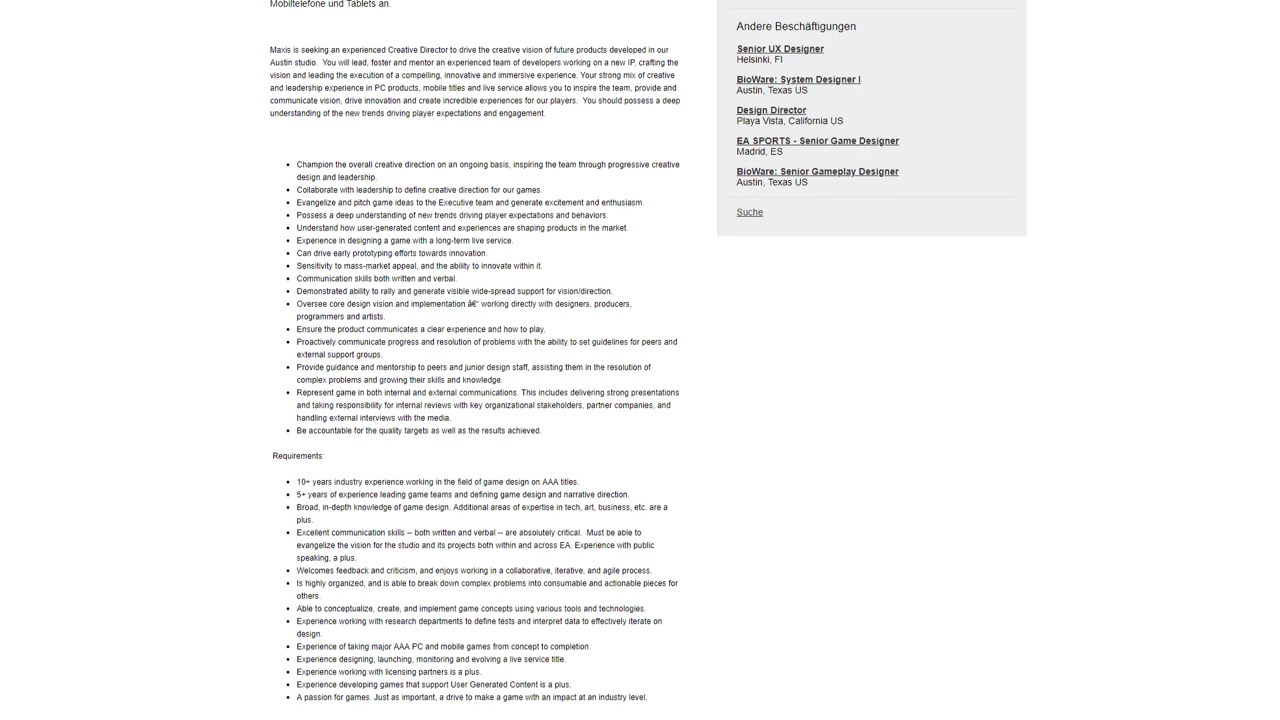 Mobiltelefone und Tablets an.
Maxis is seeking an experienced Creative Director to drive the creative vision of future products developed in our
Austin studio.  You will lead, foster and mentor an experienced team of developers working on a new IP, crafting the
vision and leading the execution of a compelling, innovative and immersive experience. Your strong mix of creative
and leadership experience in PC products, mobile titles and live service allows you to inspire the team, provide and
communicate vision, drive innovation and create incredible experiences for our players.  You should possess a deep
understanding of the new trends driving player expectations and engagement.
• Champion the overall creative direction on an ongoing basis, inspiring the team through progressive creative
design and leadership.
• Collaborate with leadership to define creative direction for our games.
• Evangelize and pitch game ideas to the Executive team and generate excitement and enthusiasm.
• Possess a deep understanding of new trends driving player expectations and behaviors.
• Understand how user-generated content and experiences are shaping products in the market.
• Experience in designing a game with a long-term live service.
• Can drive early prototyping efforts towards innovation.
• Sensitivity to mass-market appeal, and the ability to innovate within it.
• Communication skills both written and verbal.
• Demonstrated ability to rally and generate visible wide-spread support for vision/direction.
• Oversee core design vision and implementation â€“ working directly with designers, producers,
programmers and artists.
• Ensure the product communicates a clear experience and how to play.
• Proactively communicate progress and resolution of problems with the ability to set guidelines for peers and
external support groups.
• Provide guidance and mentorship to peers and junior design staff, assisting them in the resolution of
complex problems and growing their skills and knowledge.
• Represent game in both internal and external communications. This includes delivering strong presentations
and taking responsibility for internal reviews with key organizational stakeholders, partner companies, and
handling external interviews with the media.
• Be accountable for the quality targets as well as the results achieved.
Requirements:
• 10+ years industry experience working in the field of game design on AAA titles.
• 5+ years of experience leading game teams and defining game design and narrative direction.
• Broad, in-depth knowledge of game design. Additional areas of expertise in tech, art, business, etc. are a
plus.
• Excellent communication skills -- both written and verbal -- are absolutely critical.  Must be able to
evangelize the vision for the studio and its projects both within and across EA. Experience with public
speaking, a plus.
• Welcomes feedback and criticism, and enjoys working in a collaborative, iterative, and agile process.
• Is highly organized, and is able to break down complex problems into consumable and actionable pieces for
others.
• Able to conceptualize, create, and implement game concepts using various tools and technologies.
• Experience working with research departments to define tests and interpret data to effectively iterate on
design.
• Experience of taking major AAA PC and mobile games from concept to completion.
• Experience designing, launching, monitoring and evolving a live service title.
• Experience working with licensing partners is a plus.
• Experience developing games that support User Generated Content is a plus.
• A passion for games. Just as important, a drive to make a game with an impact at an industry level.
Andere Beschäftigungen
Senior UX Designer
Helsinki, FI
BioWare: System Designer I
Austin, Texas US
Design Director
Playa Vista, California US
EA SPORTS - Senior Game Designer
Madrid, ES
BioWare: Senior Gameplay Designer
Austin, Texas US
Suche